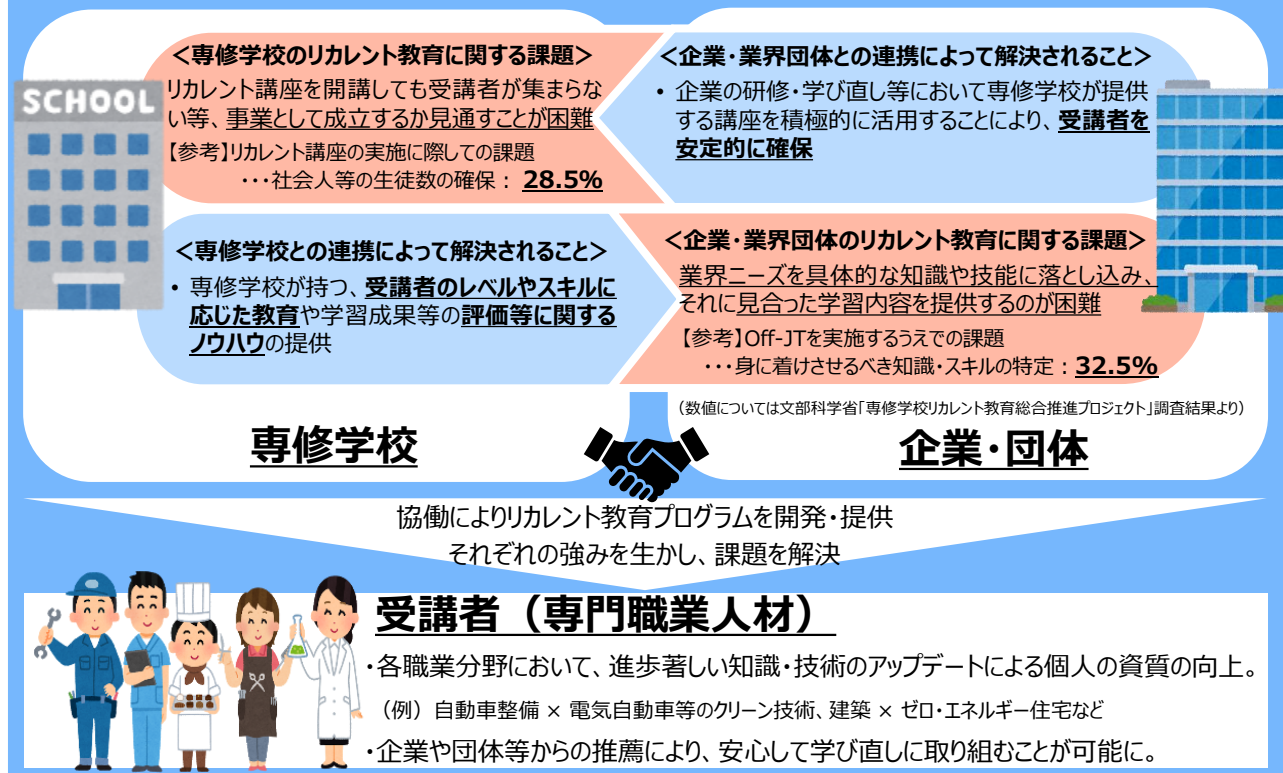 SCHOOL
<専修学校のリカレント教育に関する課題>
リカレント講座を開講しても受講者が集まらな
い等、事業として成立するか見通すことが困難
【参考】リカレント講座の実施に際しての課題
・・・社会人等の生徒数の確保： 28.5%
<企業・業界団体との連携によって解決されること>
• 企業の研修・学び直し等において専修学校が提供
する講座を積極的に活用することにより、受講者を
安定的に確保
<専修学校との連携によって解決されること>
• 専修学校が持つ、受講者のレベルやスキルに
応じた教育や学習成果等の評価等に関する
ノウハウの提供
<企業・業界団体のリカレント教育に関する課題>
業界ニーズを具体的な知識や技能に落とし込み、
それに見合った学習内容を提供するのが困難
【参考】Off-JTを実施するうえでの課題
・・・身に着けさせるべき知識・スキルの特定：32.5%
（数値については文部科学省「専修学校リカレント教育総合推進プロジェクト」調査結果より）
専修学校
企業・団体
協働によりリカレント教育プログラムを開発・提供
それぞれの強みを生かし、課題を解決
受講者（専門職業人材）
・各職業分野において、進歩著しい知識・技術のアップデートによる個人の資質の向上。
（例）自動車整備 × 電気自動車等のクリーン技術、建築 × ゼロ・エネルギー住宅など
・企業や団体等からの推薦により、安心して学び直しに取り組むことが可能に。